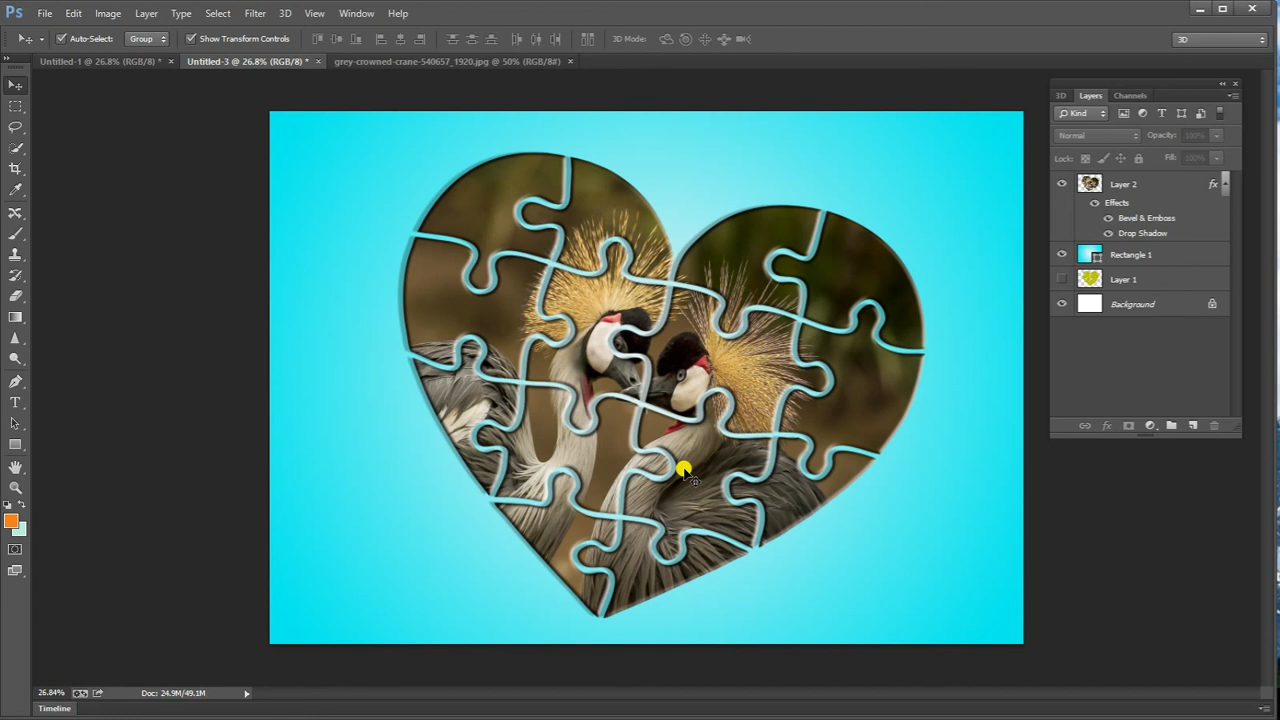 Ps File Edit Image Layer Type Select Filter 3D View Window Help
Auto-Select: Group Show Transform Controls 3D Mode: 3D
Untitled-1 @ 26.8% (RGB/8) * × Untitled-3 @ 26.8% (RGB/8) * × grey-crowned-crane-540657_1920.jpg @ 50% (RGB/8#) ×
3D Layers Channels
Kind
Normal Opacity: 100%
Lock: Fill: 100%
Layer 2 fx
Effects
Bevel & Emboss
Drop Shadow
Rectangle 1
Layer 1
Background
26.84% Doc: 24.9M/49.1M
Timeline